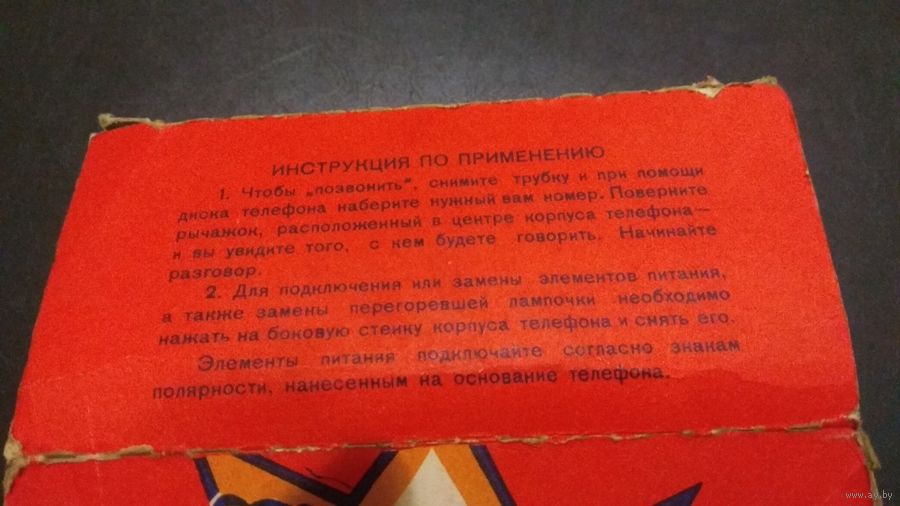 ИНСТРУКЦИЯ ПО ПРИМЕНЕНИЮ
1. Чтобы „позвонить“, снимите трубку и при помощи
диска телефона наберите нужный вам номер. Поверните
рычажок, расположенный в центре корпуса телефона—
и вы увидите того, с кем будете говорить. Начинайте
разговор.
2. Для подключения или замены элементов питания,
а также замены перегоревшей лампочки необходимо
нажать на боковую стенку корпуса телефона и снять его.
Элементы питания подключайте согласно знакам
полярности, нанесенным на основание телефона.
www.ay.by